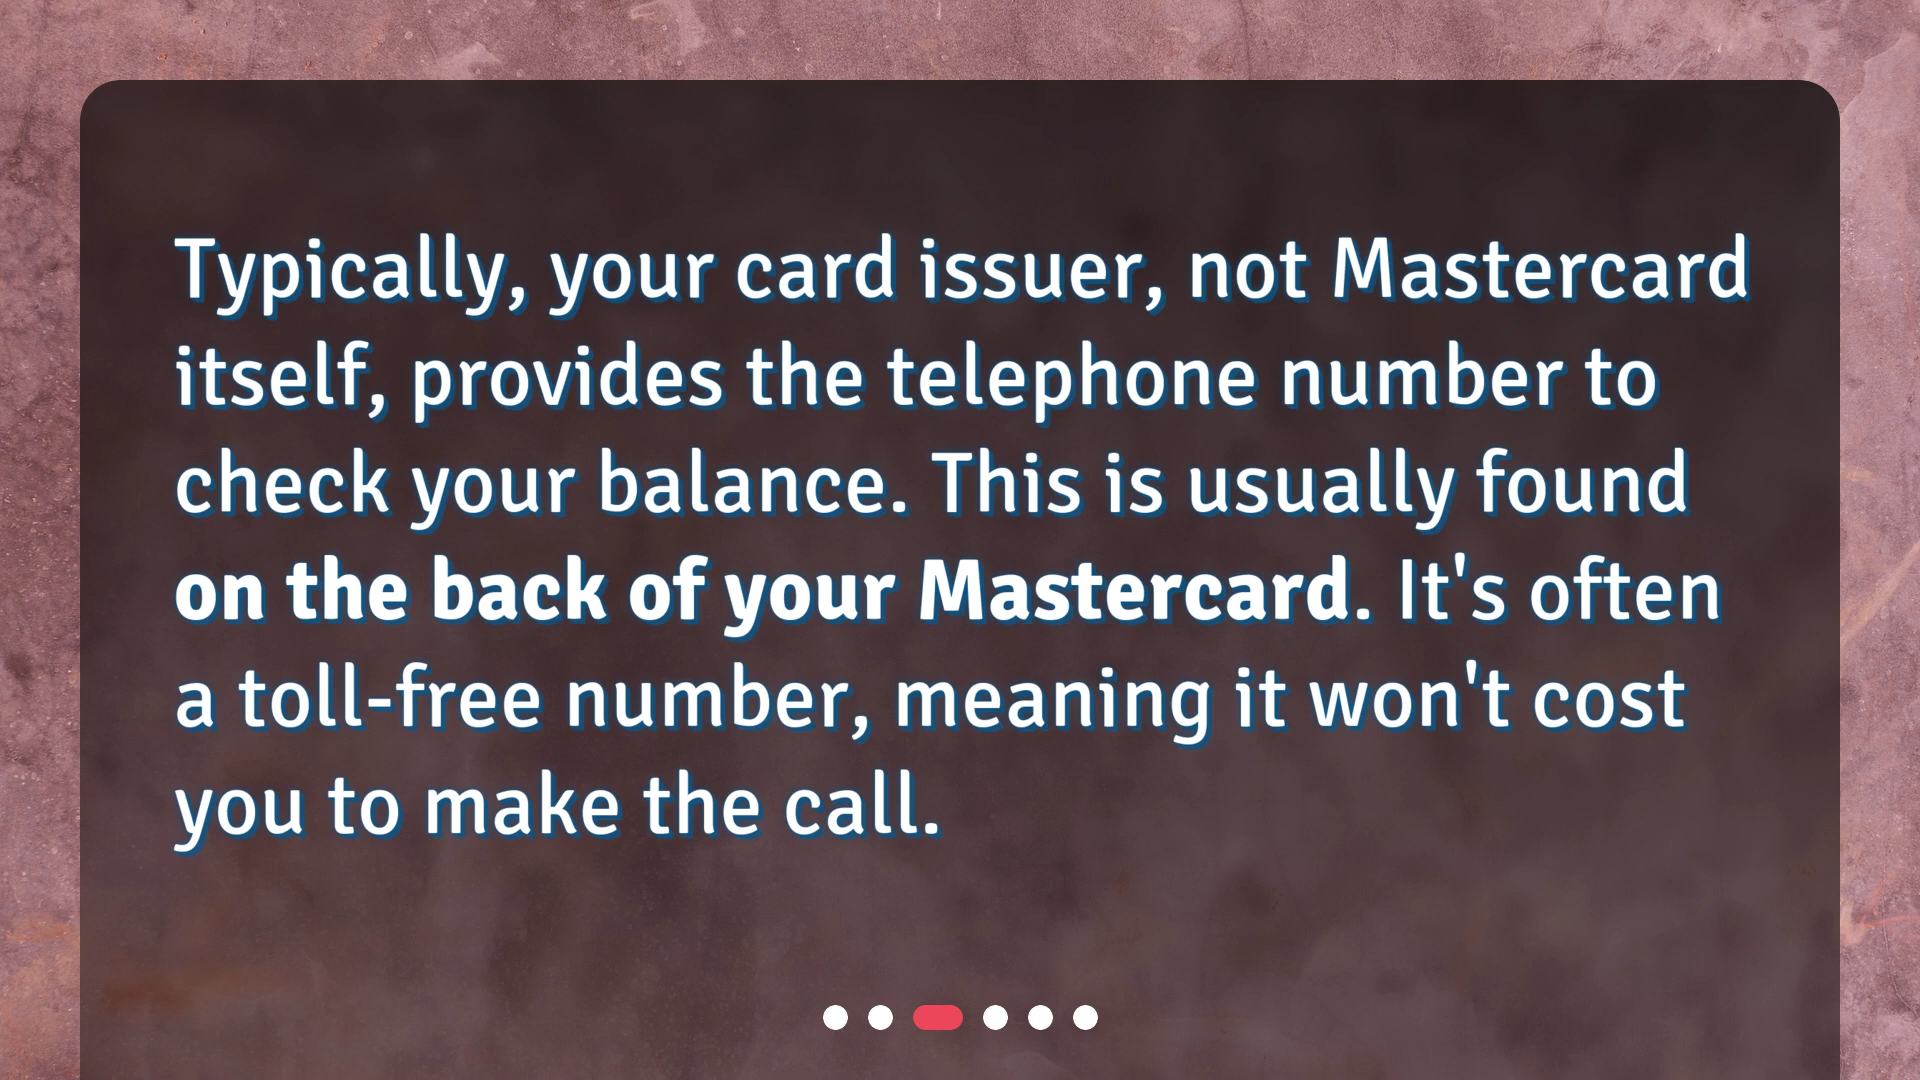 Typically, your card issuer, not Mastercard
itself, provides the telephone number to
check your balance. This is usually found
on the back of your Mastercard. It's often
a toll-free number, meaning it won't cost
you to make the call.